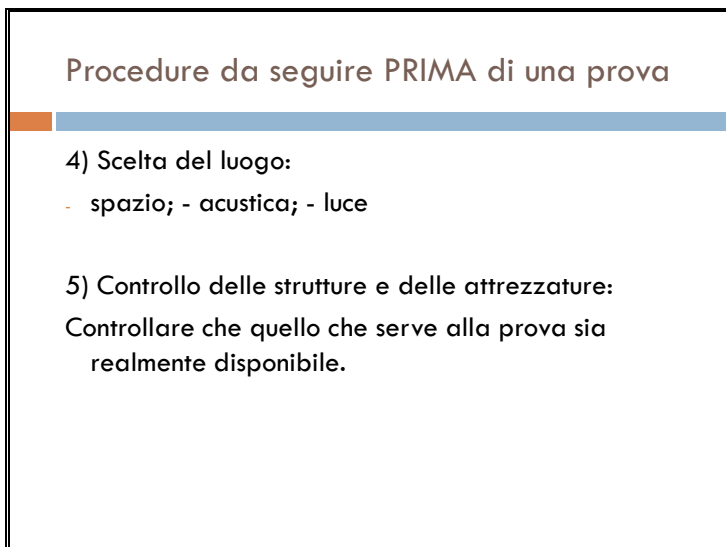 Procedure da seguire PRIMA di una prova
4) Scelta del luogo:
- spazio; - acustica; - luce
5) Controllo delle strutture e delle attrezzature:
Controllare che quello che serve alla prova sia
realmente disponibile.